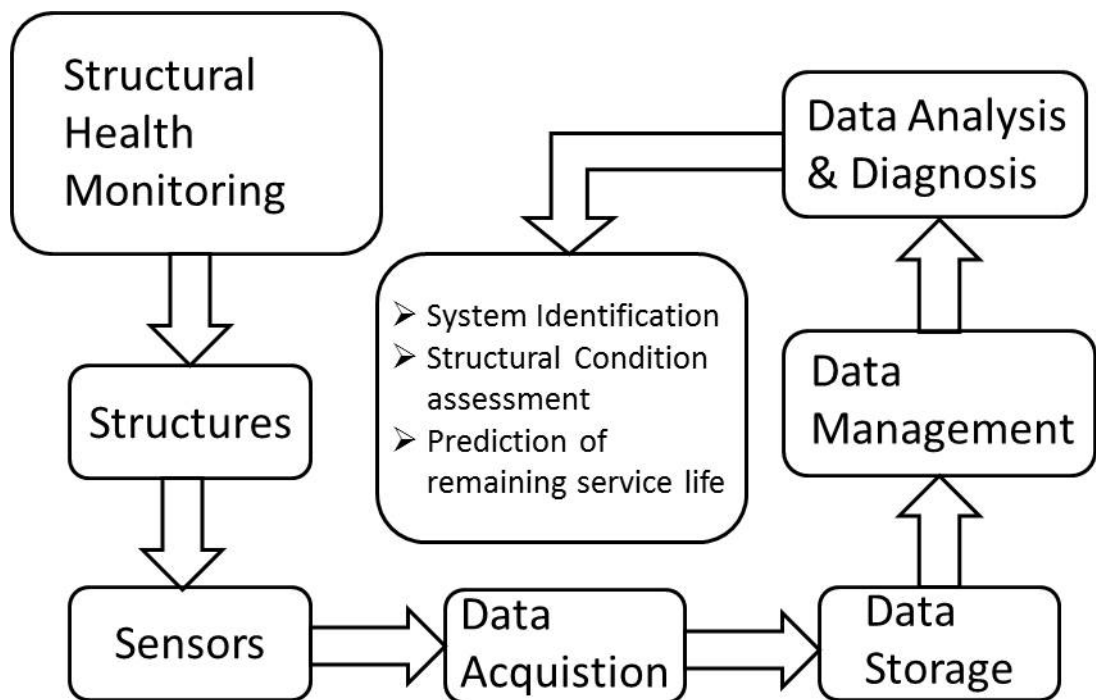 Structural
Health
Monitoring
Structures
Sensors
Data
Acquistion
Data
Storage
Data
Management
Data Analysis
& Diagnosis
➢ System Identification
➢ Structural Condition
assessment
➢ Prediction of
remaining service life